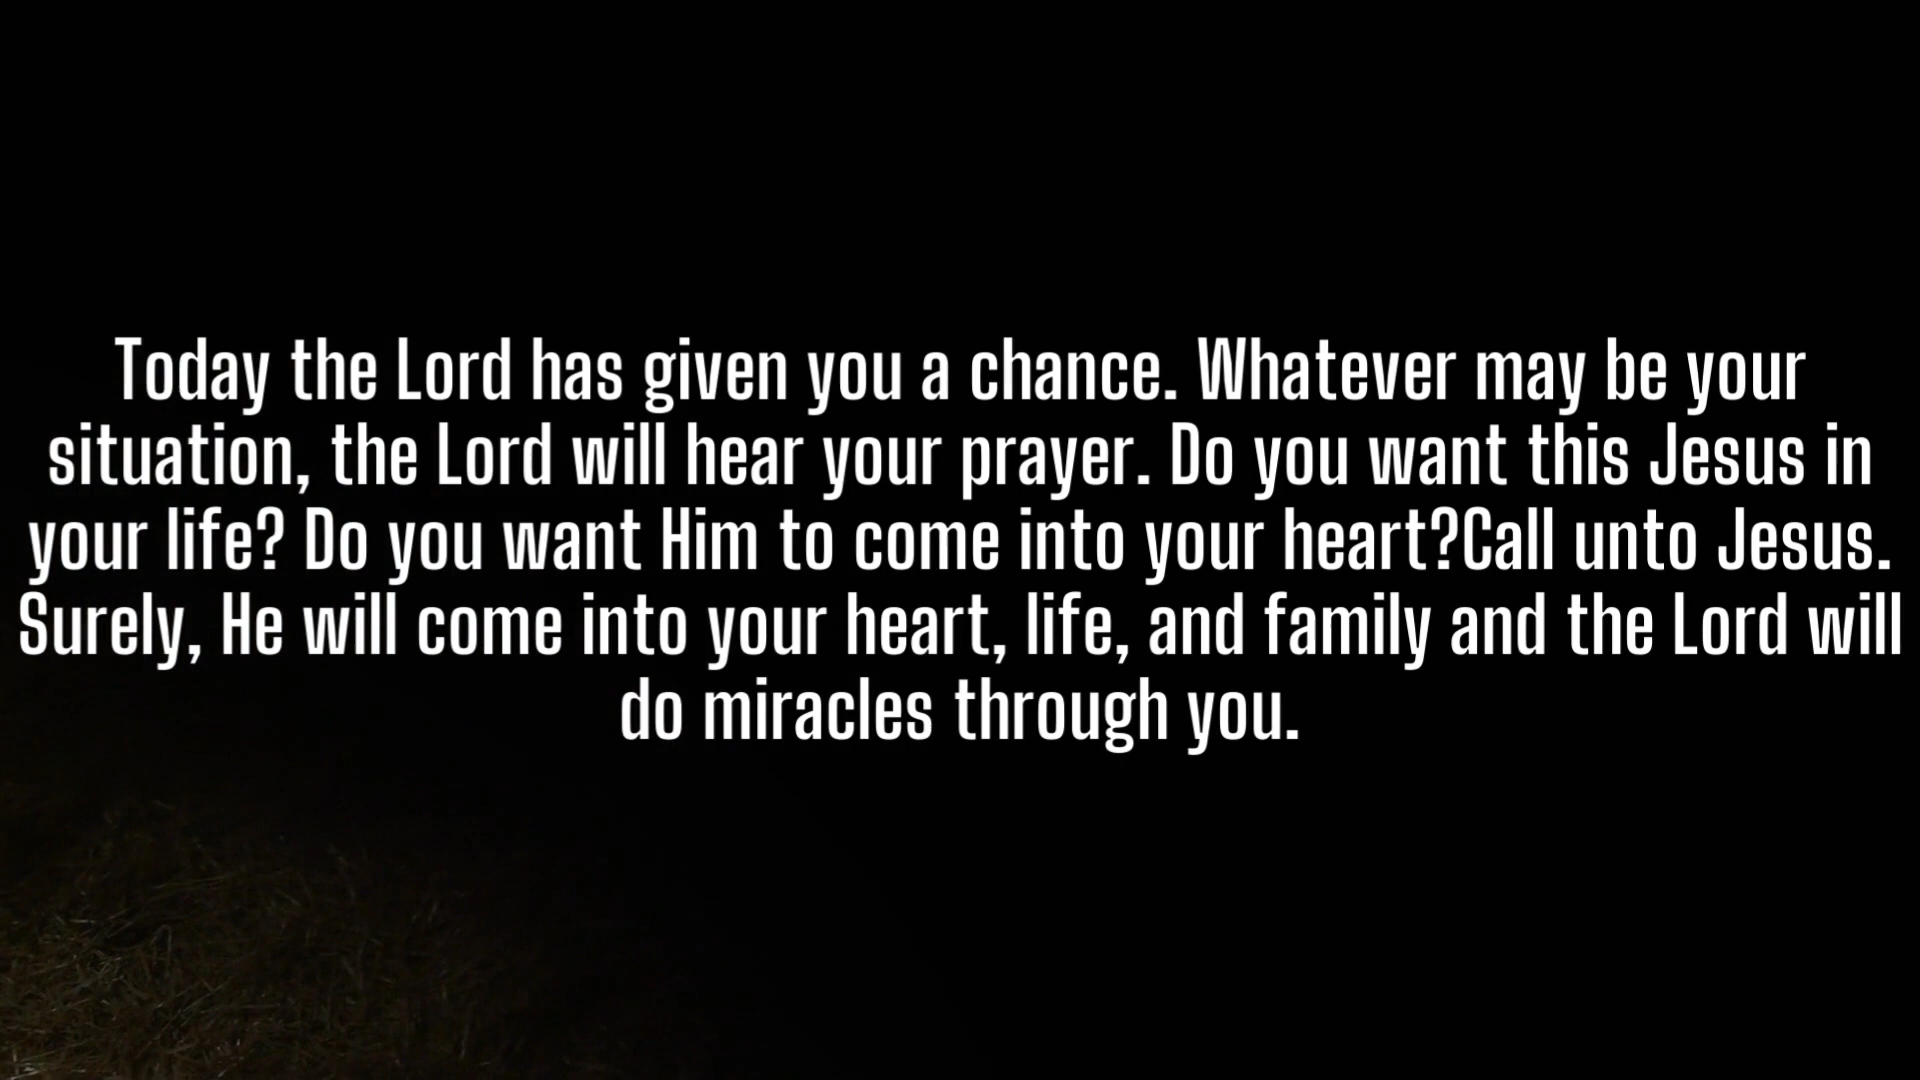 Today the Lord has given you a chance. Whatever may be your
situation, the Lord will hear your prayer. Do you want this Jesus in
your life? Do you want Him to come into your heart?Call unto Jesus.
Surely, He will come into your heart, life, and family and the Lord will
do miracles through you.